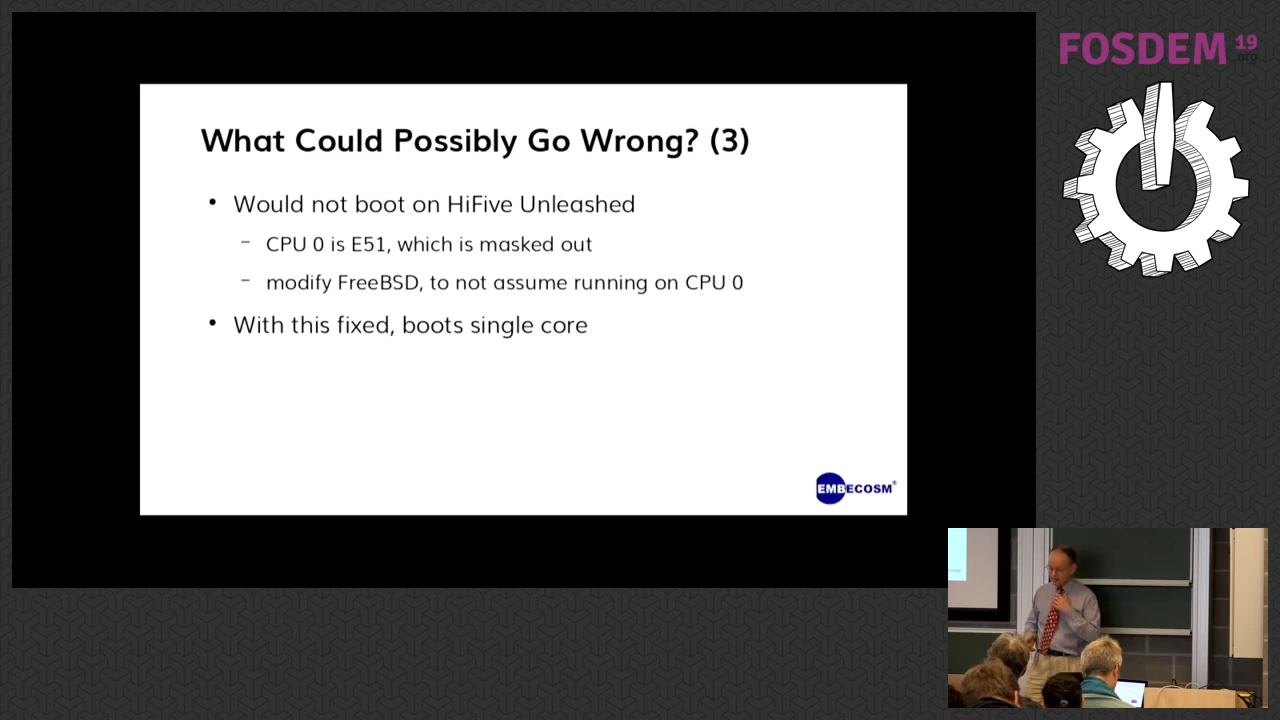 FOSDEM 19
.org
What Could Possibly Go Wrong? (3)
• Would not boot on HiFive Unleashed
– CPU 0 is E51, which is masked out
– modify FreeBSD, to not assume running on CPU 0
• With this fixed, boots single core
EMBECOSM®